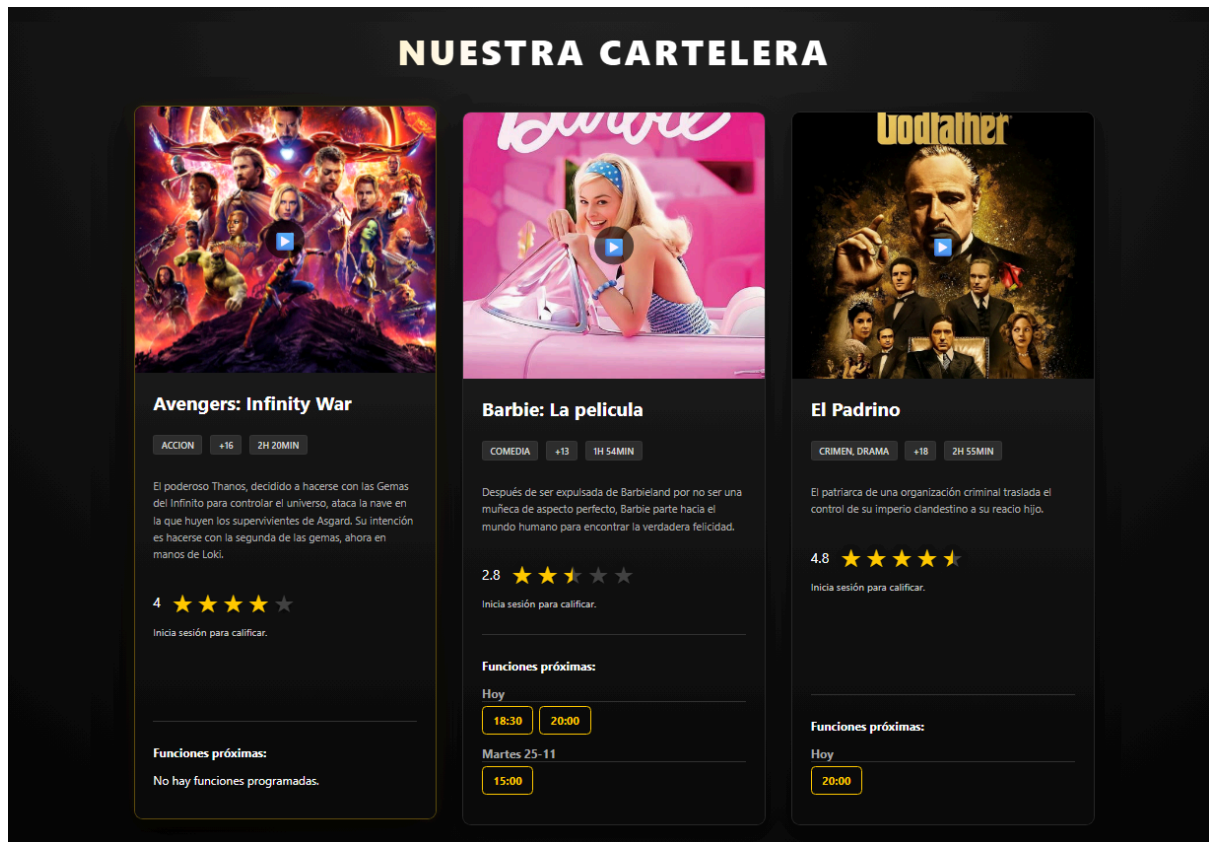 NUESTRA CARTELERA
Barbie
Godfather
Avengers: Infinity War
ACCION
+16
2H 20MIN
El poderoso Thanos, decidido a hacerse con las Gemas
del Infinito para controlar el universo, ataca la nave en
la que huyen los supervivientes de Asgard. Su intención
es hacerse con la segunda de las gemas, ahora en
manos de Loki.
4
Inicia sesión para calificar.
Funciones próximas:
No hay funciones programadas.
Barbie: La pelicula
COMEDIA
+13
1H 54MIN
Después de ser expulsada de Barbieland por no ser una
muñeca de aspecto perfecto, Barbie parte hacia el
mundo humano para encontrar la verdadera felicidad.
2.8
Inicia sesión para calificar.
Funciones próximas:
Hoy
18:30 20:00
Martes 25-11
15:00
El Padrino
CRIMEN, DRAMA
+18
2H 55MIN
El patriarca de una organización criminal traslada el
control de su imperio clandestino a su reacio hijo.
4.8
Inicia sesión para calificar.
Funciones próximas:
Hoy
20:00